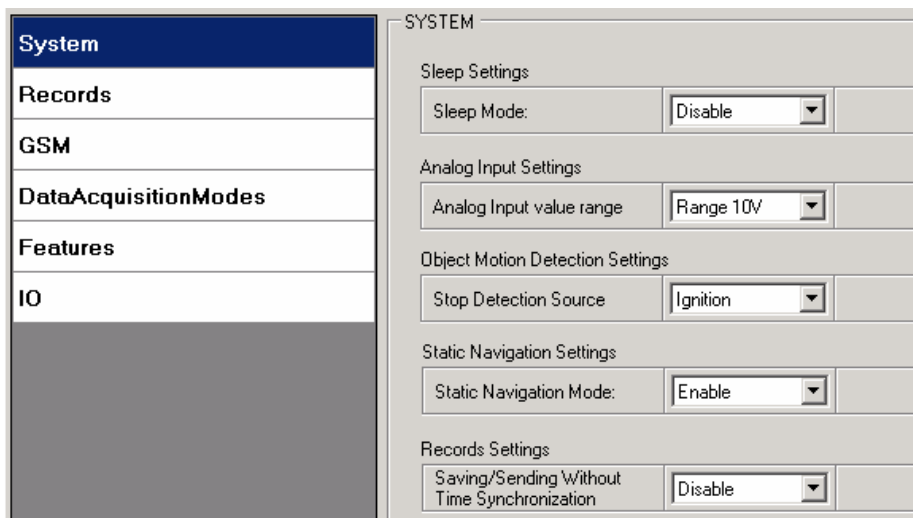 System
Records
GSM
DataAcquisitionModes
Features
IO
SYSTEM
Sleep Settings
Sleep Mode: Disable
Analog Input Settings
Analog Input value range Range 10V
Object Motion Detection Settings
Stop Detection Source Ignition
Static Navigation Settings
Static Navigation Mode: Enable
Records Settings
Saving/Sending Without
Time Synchronization Disable